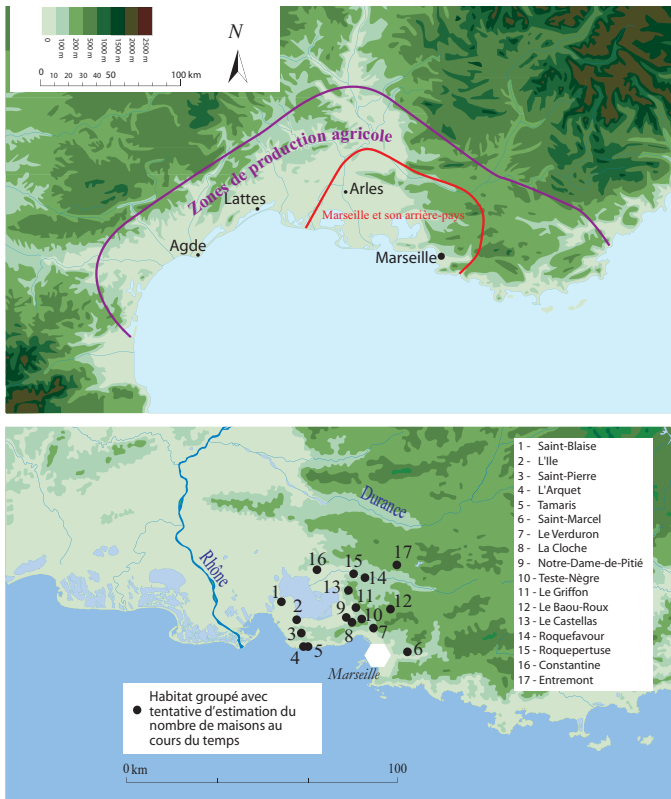 0
100 m
200 m
500 m
1000 m
1500 m
2000 m
2500 m
N
0 10 20 30 40 50 100 km
Zones de production agricole
Lattes
Arles
Marseille et son arrière-pays
Agde
Marseille
1 - Saint-Blaise
2 - L'Ile
3 - Saint-Pierre
4 - L'Arquet
5 - Tamaris
6 - Saint-Marcel
7 - Le Verduron
8 - La Cloche
9 - Notre-Dame-de-Pitié
10 - Teste-Nègre
11 - Le Griffon
12 - Le Baou-Roux
13 - Le Castellas
14 - Roquefavour
15 - Roquepertuse
16 - Constantine
17 - Entremont
Durance
Rhône
16
15
17
14
13
1
2
11
12
9
10
3
8
7
4
5
6
Marseille
Habitat groupé avec
tentative d'estimation du
nombre de maisons au
cours du temps
0 km 100